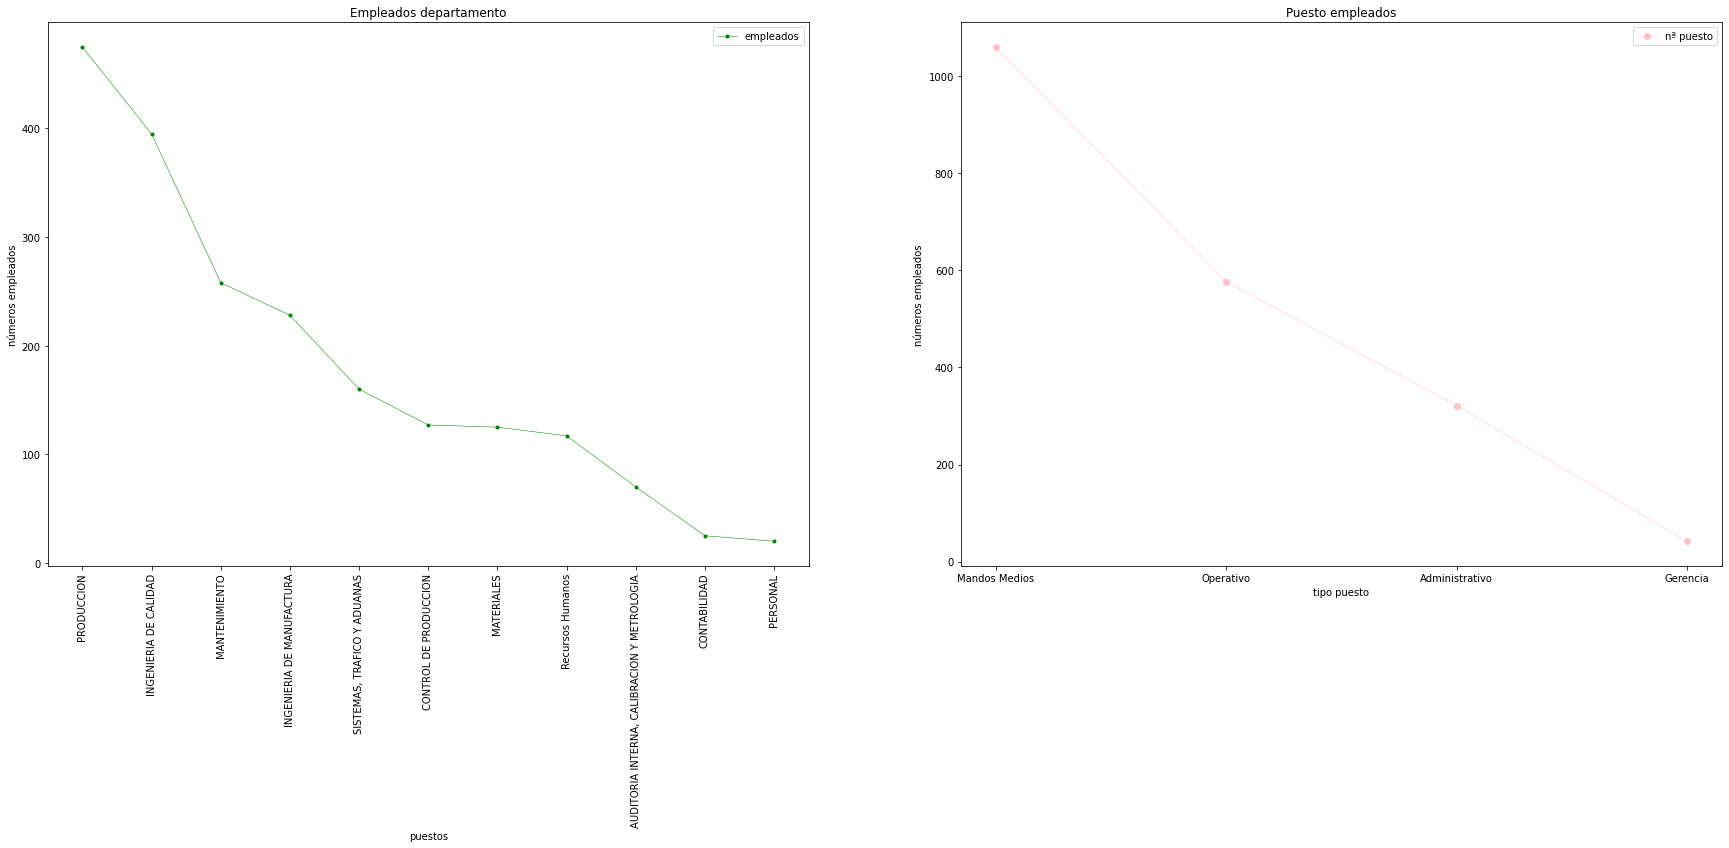 Empleados departamento
empleados
números empleados
400
300
200
100
0
PRODUCCION
INGENIERIA DE CALIDAD
MANTENIMIENTO
INGENIERIA DE MANUFACTURA
SISTEMAS, TRAFICO Y ADUANAS
CONTROL DE PRODUCCION
MATERIALES
Recursos Humanos
AUDITORIA INTERNA, CALIBRACION Y METROLOGIA
CONTABILIDAD
PERSONAL
puestos
Puesto empleados
nª puesto
números empleados
1000
800
600
400
200
0
Mandos Medios
Operativo
Administrativo
Gerencia
tipo puesto